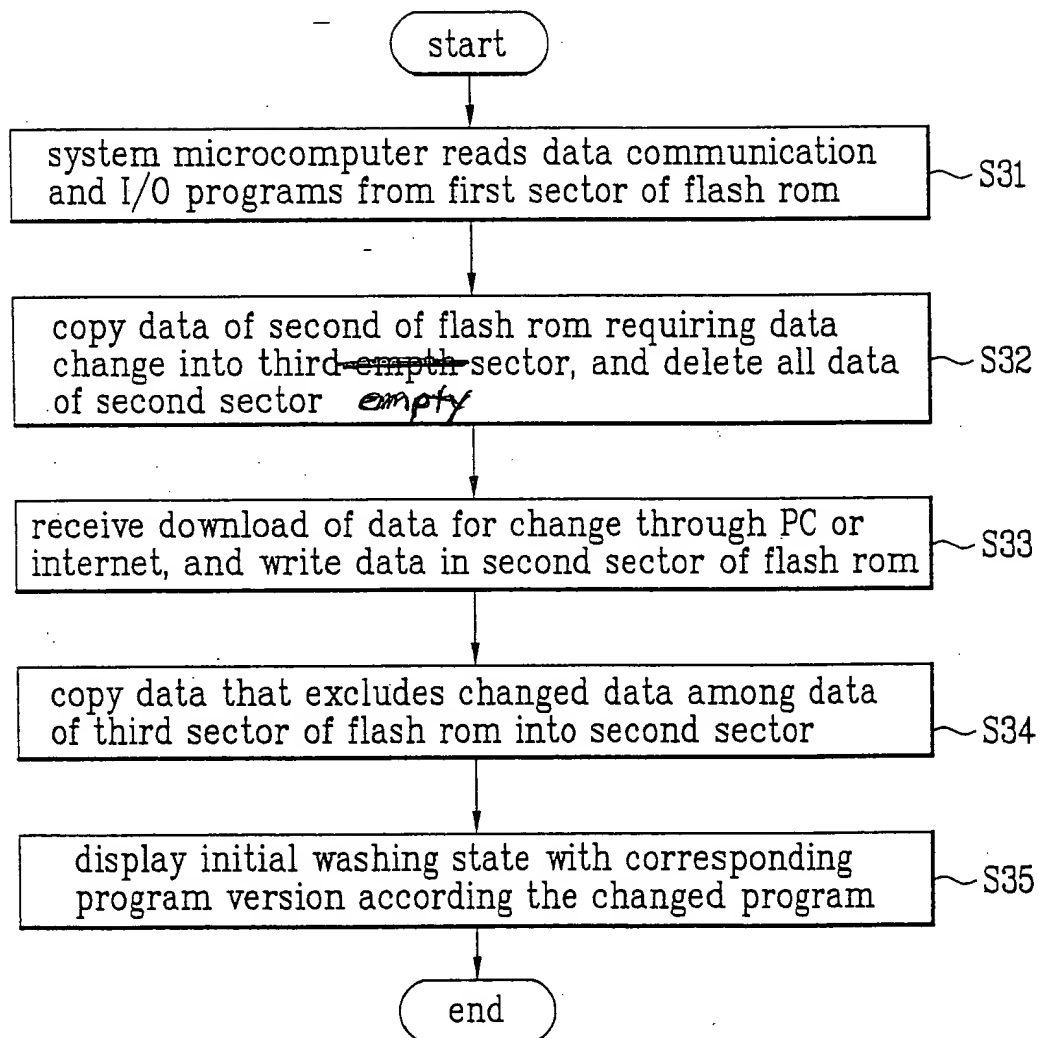 start
system microcomputer reads data communication
and I/O programs from first sector of flash rom
S31
copy data of second of flash rom requiring data
change into third empth sector, and delete all data
of second sector empty
S32
receive download of data for change through PC or
internet, and write data in second sector of flash rom
S33
copy data that excludes changed data among data
of third sector of flash rom into second sector
S34
display initial washing state with corresponding
program version according the changed program
S35
end